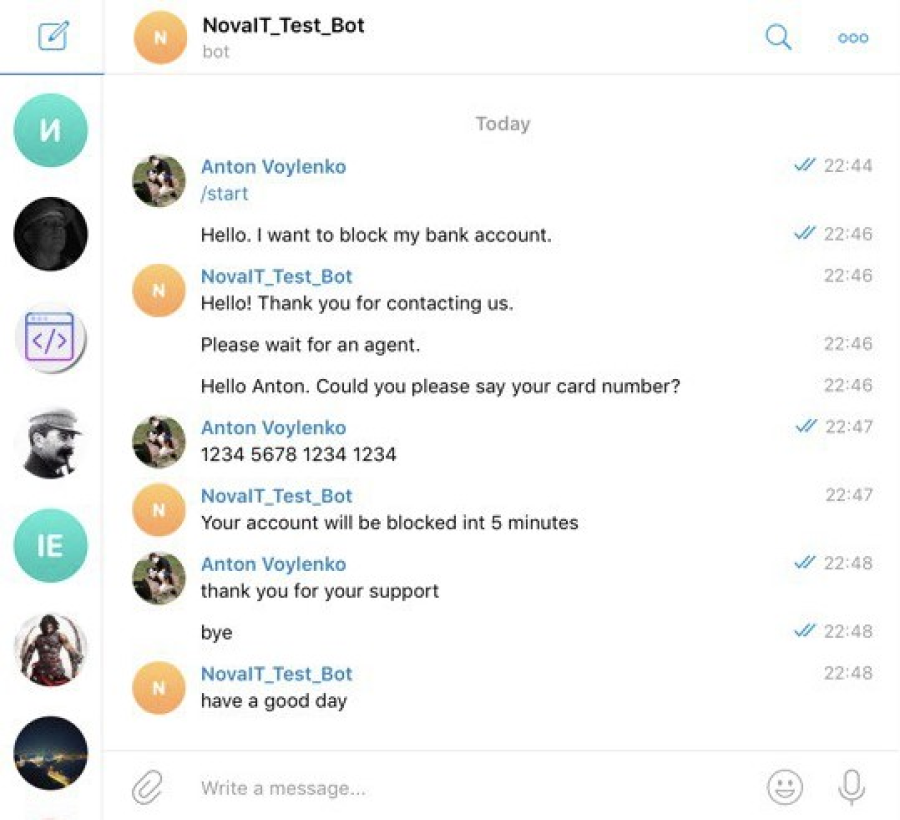 N
NovaIT_Test_Bot
bot
Today
Anton Voylenko
22:44
/start
Hello. I want to block my bank account.
22:46
N
NovaIT_Test_Bot
22:46
Hello! Thank you for contacting us.
Please wait for an agent.
22:46
Hello Anton. Could you please say your card number?
22:46
Anton Voylenko
22:47
1234 5678 1234 1234
N
NovaIT_Test_Bot
22:47
Your account will be blocked int 5 minutes
Anton Voylenko
22:48
thank you for your support
bye
22:48
N
NovaIT_Test_Bot
22:48
have a good day
Write a message...
И
</>
IE